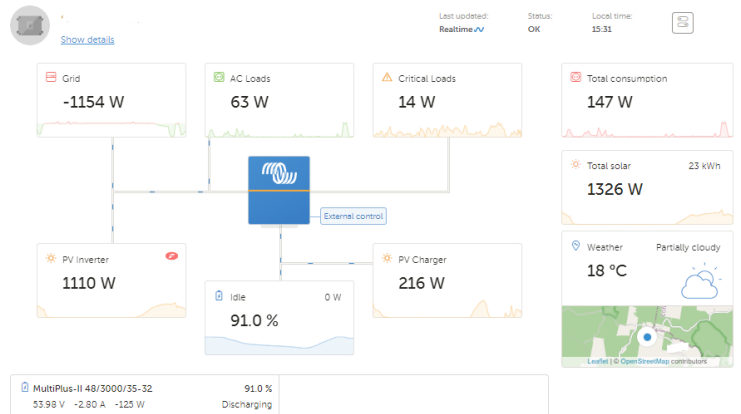 Last updated:
Realtime
Status:
OK
Local time:
15:31
Show details
Grid
-1154 W
AC Loads
63 W
Critical Loads
14 W
Total consumption
147 W
Total solar
23 kWh
1326 W
External control
PV Inverter
1110 W
PV Charger
216 W
Idle
0 W
91.0 %
Weather
Partially cloudy
18 °C
Leaflet | © OpenStreetMap contributors
MultiPlus-II 48/3000/35-32
91.0 %
53.98 V -2.80 A -125 W
Discharging